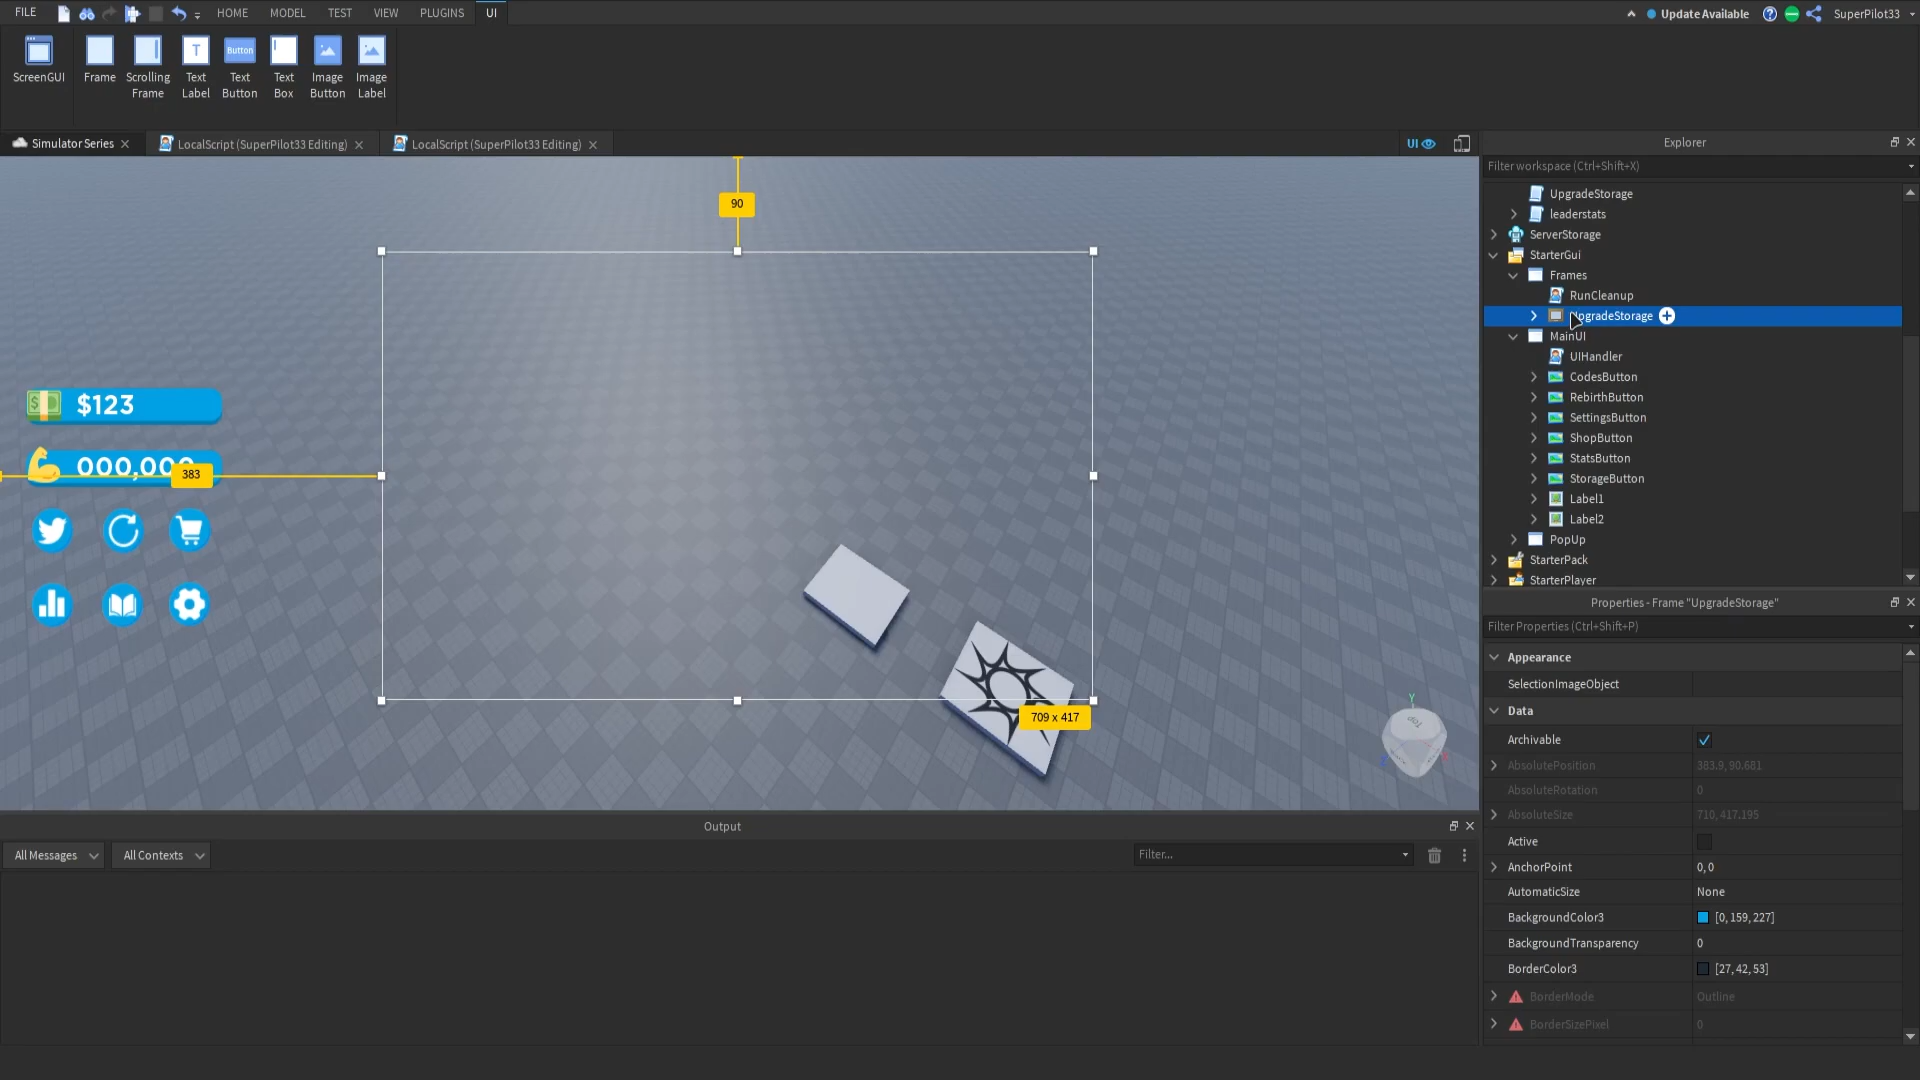 FILE
HOME
MODEL
TEST
VIEW
PLUGINS
UI
Update Available
SuperPilot33
ScreenGUI
Frame
Scrolling
Frame
T
Text
Label
Button
Text
Button
Text
Box
Image
Button
Image
Label
Simulator Series
LocalScript (SuperPilot33 Editing)
LocalScript (SuperPilot33 Editing)
UI
Explorer
Filter workspace (Ctrl+Shift+X)
90
$123
000,000
383
709 x 417
Y
Top
UpgradeStorage
leaderstats
ServerStorage
StarterGui
Frames
RunCleanup
UpgradeStorage
MainUI
UIHandler
CodesButton
RebirthButton
SettingsButton
ShopButton
StatsButton
StorageButton
Label1
Label2
PopUp
StarterPack
StarterPlayer
Properties - Frame "UpgradeStorage"
Filter Properties (Ctrl+Shift+P)
Appearance
SelectionImageObject
Data
Archivable
AbsolutePosition 383.9, 90.681
AbsoluteRotation 0
AbsoluteSize 710, 417.195
Active
AnchorPoint 0, 0
AutomaticSize None
BackgroundColor3 [0, 159, 227]
BackgroundTransparency 0
BorderColor3 [27, 42, 53]
BorderMode Outline
BorderSizePixel 0
Output
All Messages
All Contexts
Filter...